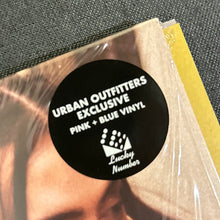 URBAN OUTFITTERS
EXCLUSIVE
PINK + BLUE VINYL
Lucky
Number